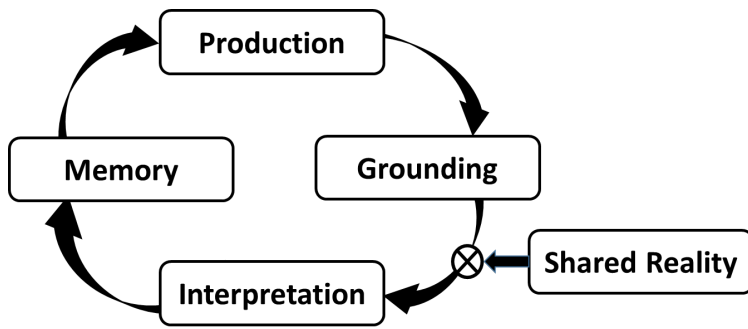 Production
Memory
Grounding
Shared Reality
Interpretation